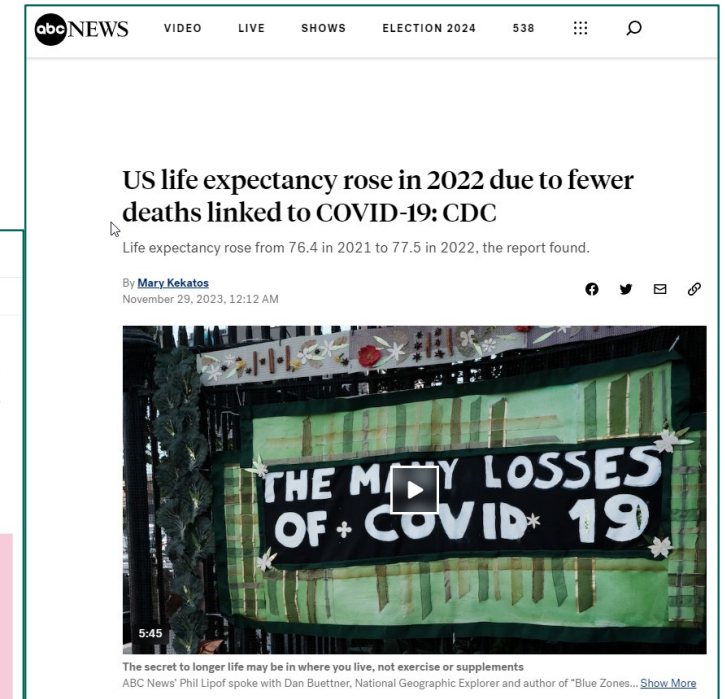 abc NEWS VIDEO LIVE SHOWS ELECTION 2024 538
US life expectancy rose in 2022 due to fewer
deaths linked to COVID-19: CDC
Life expectancy rose from 76.4 in 2021 to 77.5 in 2022, the report found.
By Mary Kekatos
November 29, 2023, 12:12 AM
THE MANY LOSSES
OF + COVID 19
5:45
The secret to longer life may be in where you live, not exercise or supplements
ABC News' Phil Lipof spoke with Dan Buettner, National Geographic Explorer and author of "Blue Zones... Show More